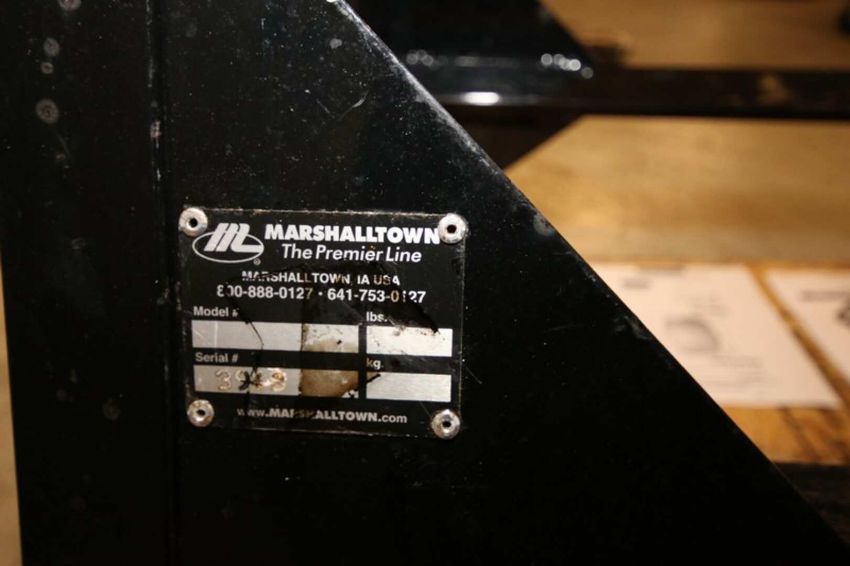 MARSHALLTOWN
The Premier Line
MARSHALLTOWN, IA USA
800-888-0127 • 641-753-0127
Model #
lbs.
Serial #
kg.
www.MARSHALLTOWN.com